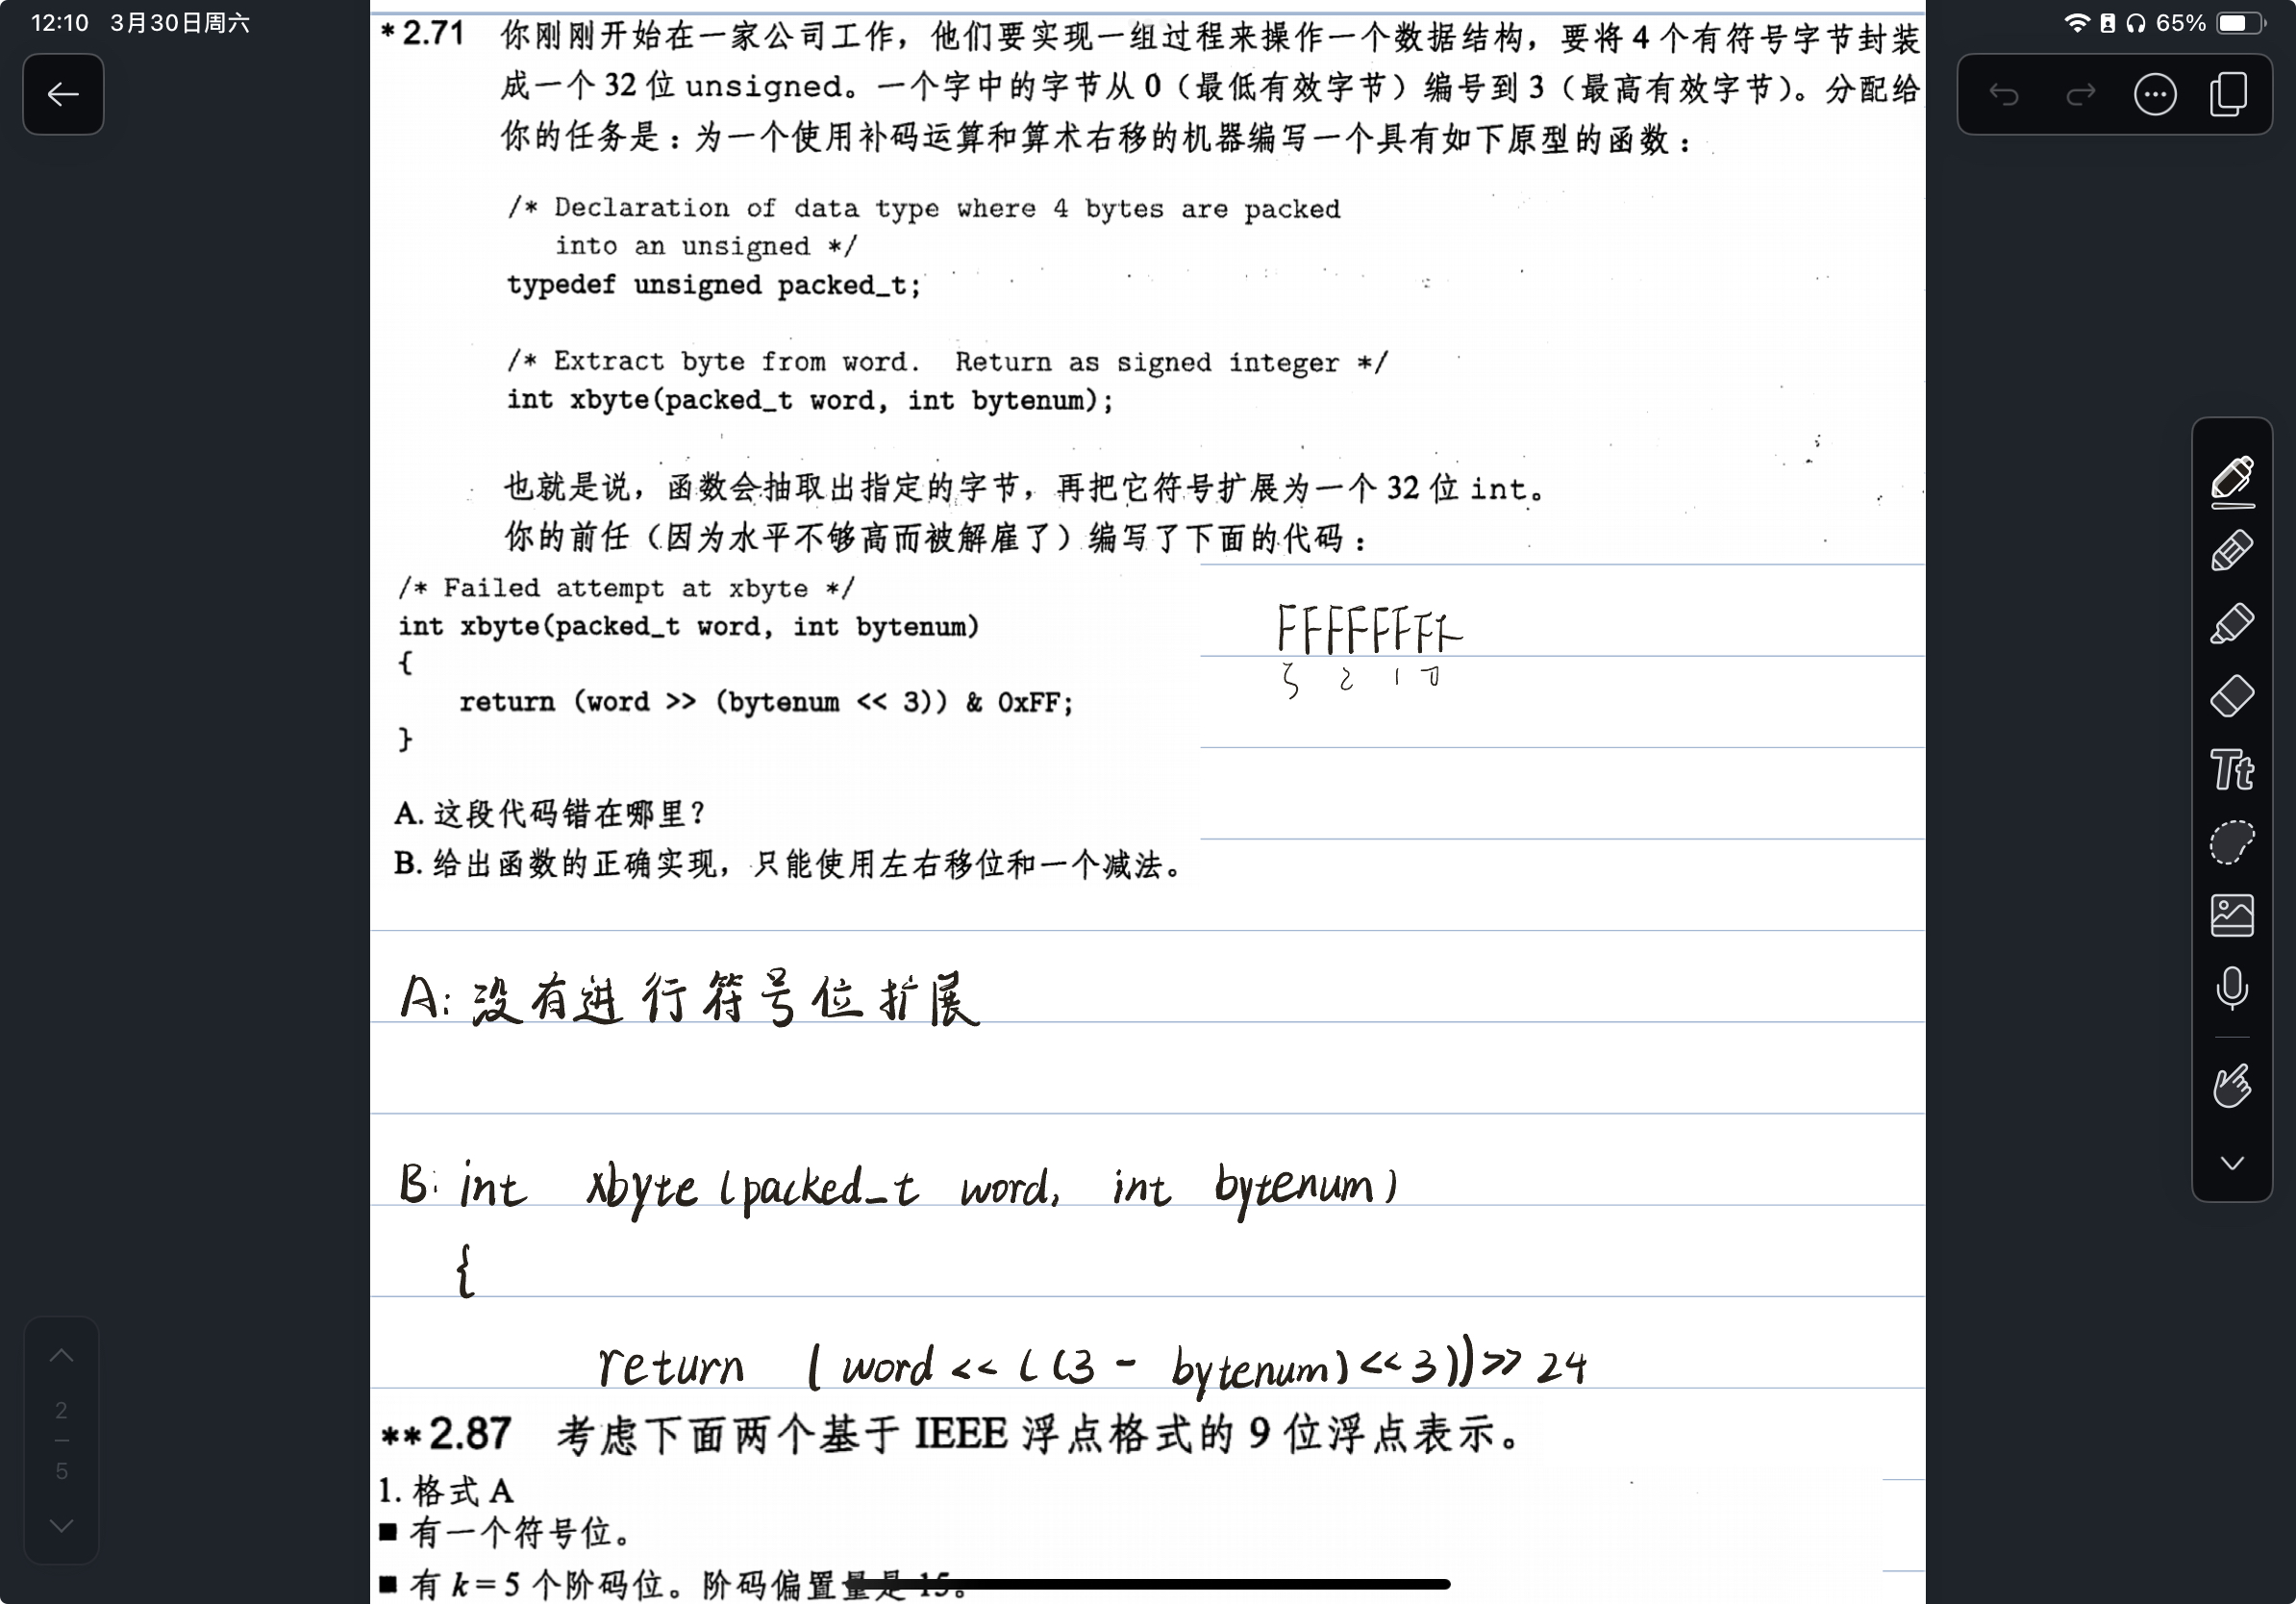 12:10 3月30日周六
65%
*2.71 你刚刚开始在一家公司工作，他们要实现一组过程来操作一个数据结构，要将 4 个有符号字节封装
成一个 32 位 unsigned。一个字中的字节从 0（最低有效字节）编号到 3（最高有效字节）。分配给
你的任务是：为一个使用补码运算和算术右移的机器编写一个具有如下原型的函数：
/* Declaration of data type where 4 bytes are packed
into an unsigned */
typedef unsigned packed_t;
/* Extract byte from word. Return as signed integer */
int xbyte(packed_t word, int bytenum);
也就是说，函数会抽取出指定的字节，再把它符号扩展为一个 32 位 int。
你的前任（因为水平不够高而被解雇了）编写了下面的代码：
/* Failed attempt at xbyte */
int xbyte(packed_t word, int bytenum)
{
return (word >> (bytenum << 3)) & 0xFF;
}
FFFFFFFF
3 2 1 0
A. 这段代码错在哪里？
B. 给出函数的正确实现，只能使用左右移位和一个减法。
A: 没有进行符号位扩展
B: int xbyte (packed_t word, int bytenum)
{
return (word << ((3 - bytenum) << 3)) >> 24
**2.87 考虑下面两个基于 IEEE 浮点格式的 9 位浮点表示。
1. 格式 A
■ 有一个符号位。
■ 有 k = 5 个阶码位。阶码偏置量是 15。
2
5
Tt